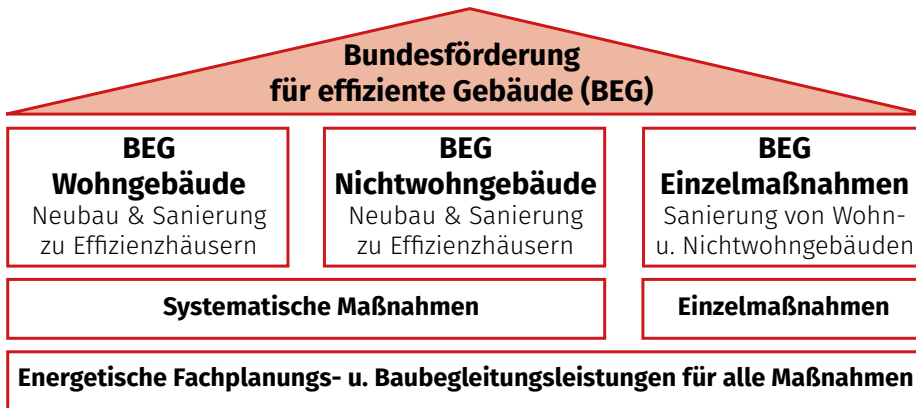 Bundesförderung
für effiziente Gebäude (BEG)
BEG
Wohngebäude
Neubau & Sanierung
zu Effizienzhäusern
BEG
Nichtwohngebäude
Neubau & Sanierung
zu Effizienzhäusern
BEG
Einzelmaßnahmen
Sanierung von Wohn-
u. Nichtwohngebäuden
Systematische Maßnahmen
Einzelmaßnahmen
Energetische Fachplanungs- u. Baubegleitungsleistungen für alle Maßnahmen